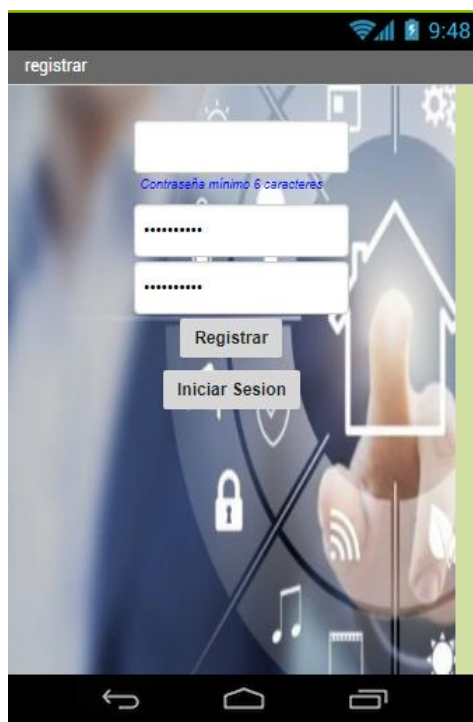 9:48
registrar
Contraseña mínimo 6 caracteres
••••••••••
••••••••••
Registrar
Iniciar Sesion